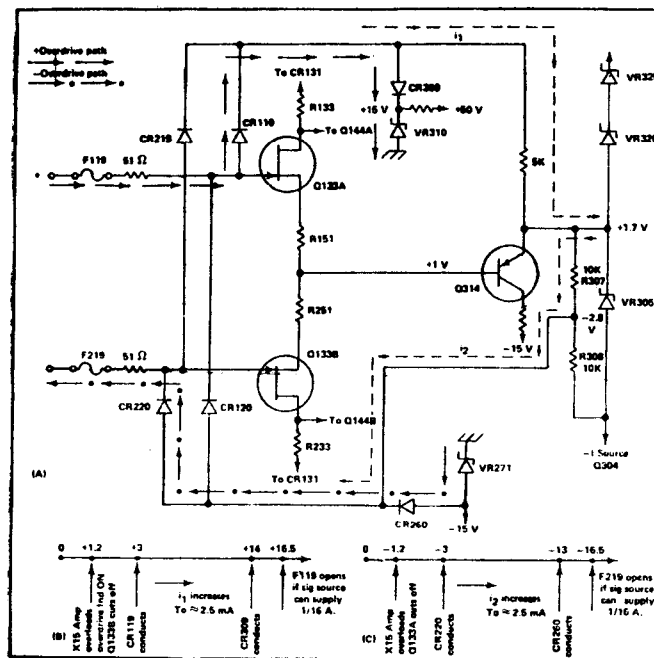 +Overdrive path
−Overdrive path
i1
VR325
To CR131
CR309
R133
+15 V
+50 V
CR219
CR119
To Q144A
VR310
VR320
F119
51 Ω
Q133A
5K
R151
+1.7 V
+1 V
Q314
10K
R307
VR305
R251
−2.8 V
F219
51 Ω
Q133B
i2
−15 V
R308
10K
CR220
CR120
To Q144B
R233
−1 Source
Q304
To CR131
VR271
(A)
CR260
−15 V
0
+1.2
+3
+14
+16.5
0
−1.2
−3
−13
−16.5
(B)
X15 Amp overloads overdrive Ind ON Q133B cuts off
CR119 conducts
i1 increases To ≈ 2.5 mA
CR309 conducts
F119 opens if sig source can supply 1/16 A.
(C)
X15 Amp overloads Q133A cuts off
CR220 conducts
i2 increases To ≈ 2.5 mA
CR260 conducts
F219 opens if sig source can supply 1/16 A.